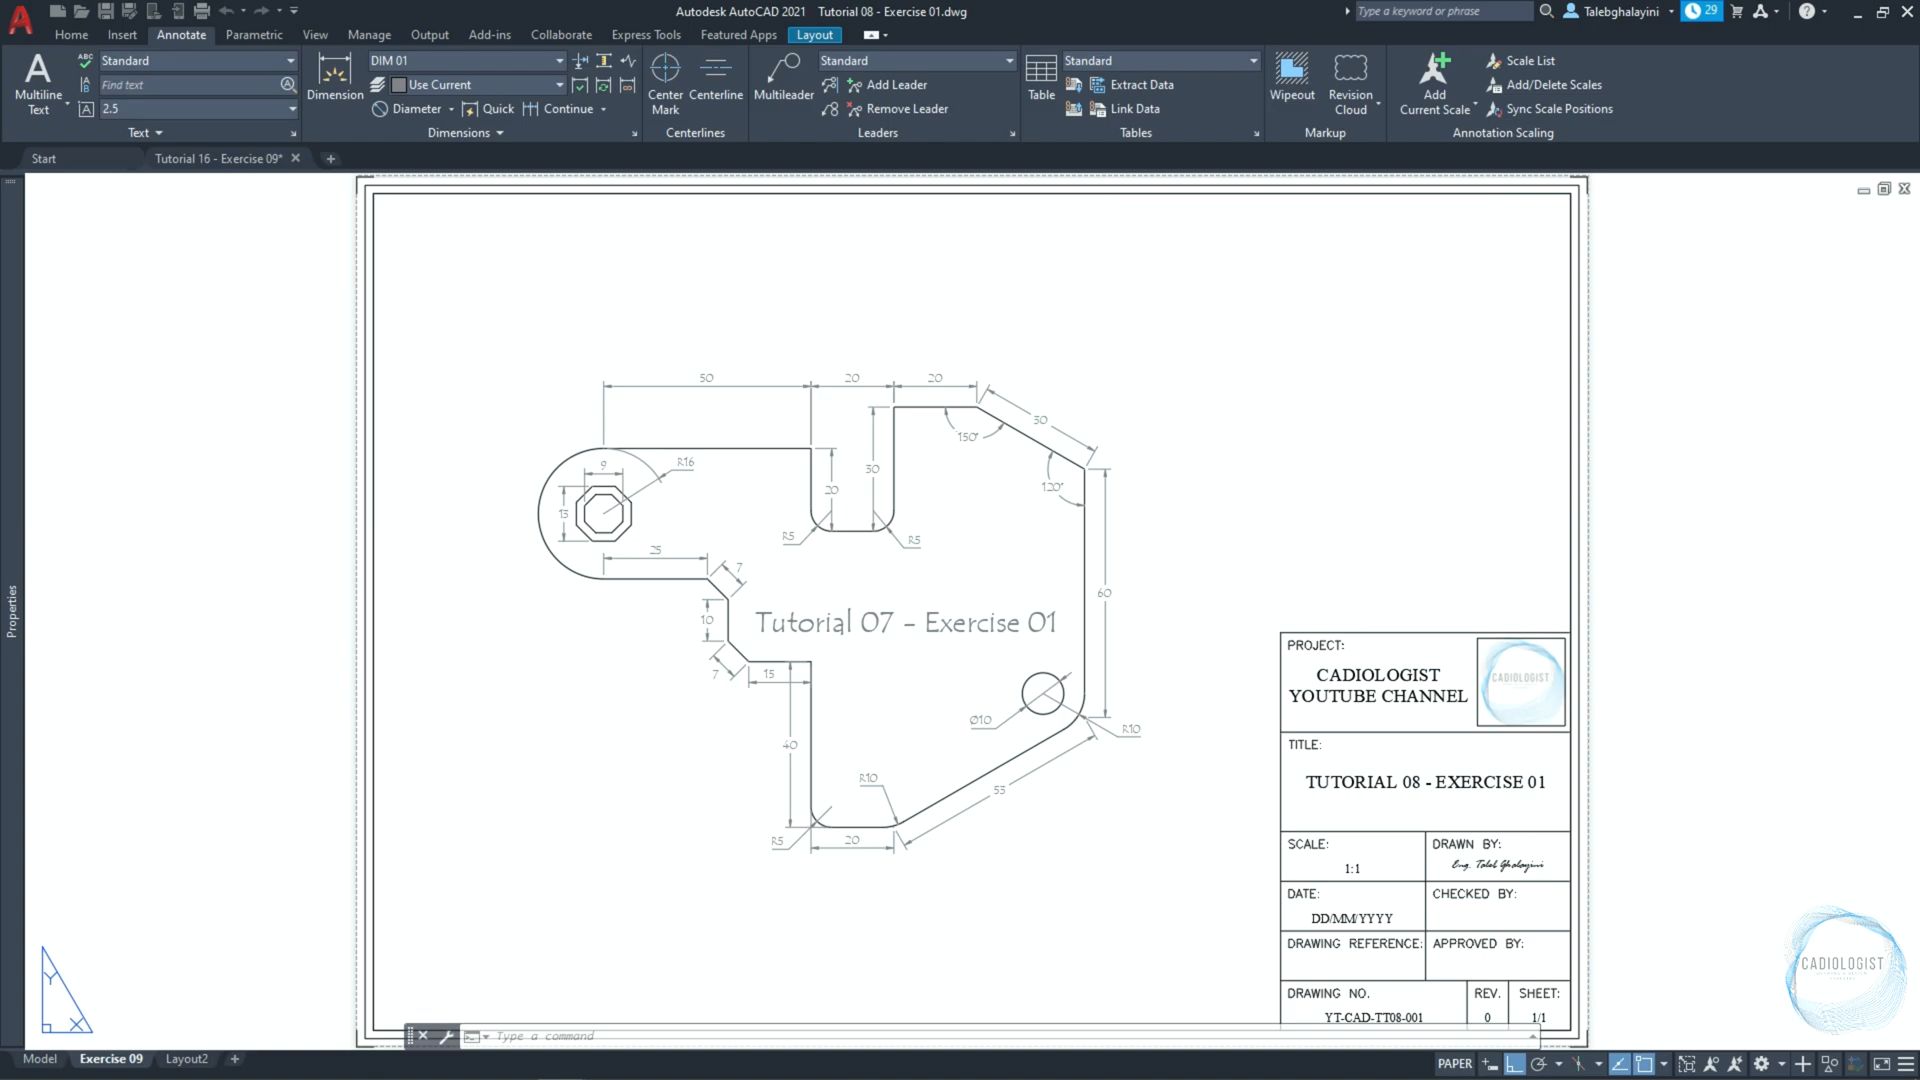 Autodesk AutoCAD 2021 Tutorial 08 - Exercise 01.dwg
Type a keyword or phrase
Talebghalayini
29
Home Insert Annotate Parametric View Manage Output Add-ins Collaborate Express Tools Featured Apps Layout
Multiline Text
Standard
Find text
2.5
Text
Dimension
DIM 01
Use Current
Diameter Quick Continue
Dimensions
Center Mark
Centerline
Centerlines
Multileader
Standard
Add Leader
Remove Leader
Leaders
Table
Standard
Extract Data
Link Data
Tables
Wipeout
Revision Cloud
Markup
Add Current Scale
Scale List
Add/Delete Scales
Sync Scale Positions
Annotation Scaling
Start
Tutorial 16 - Exercise 09*
Properties
50 20 20
30
150°
R16
9
30
20
120°
13
R5
R5
25
7
60
10
Tutorial 07 - Exercise 01
7
15
Ø10
R10
40
R10
55
R5
20
PROJECT:
CADIOLOGIST
YOUTUBE CHANNEL
CADIOLOGIST
TITLE:
TUTORIAL 08 - EXERCISE 01
SCALE:
1:1
DRAWN BY:
Eng. Taleb Ghalayini
DATE:
DD/MM/YYYY
CHECKED BY:
DRAWING REFERENCE:
APPROVED BY:
DRAWING NO.
YT-CAD-TT08-001
REV.
0
SHEET:
1/1
CADIOLOGIST
Y
X
Type a command
Model Exercise 09 Layout2
PAPER